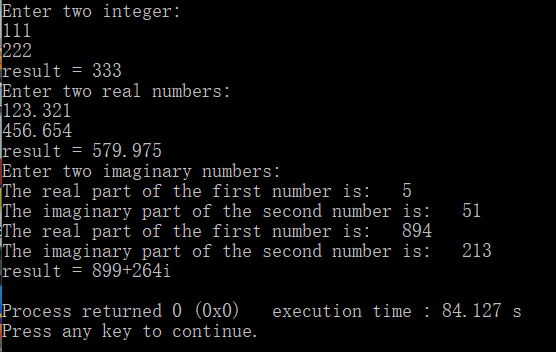 Enter two integer:
111
222
result = 333
Enter two real numbers:
123.321
456.654
result = 579.975
Enter two imaginary numbers:
The real part of the first number is:   5
The imaginary part of the second number is:   51
The real part of the first number is:   894
The imaginary part of the second number is:   213
result = 899+264i
Process returned 0 (0x0)   execution time : 84.127 s
Press any key to continue.